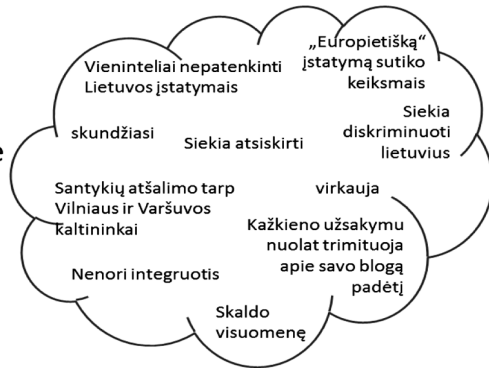 „Europietišką“
įstatymą sutiko
keiksmais
Vieninteliai nepatenkinti
Lietuvos įstatymais
Siekia
diskriminuoti
lietuvius
skundžiasi
Siekia atsiskirti
Santykių atšalimo tarp
Vilniaus ir Varšuvos
kaltininkai
virkauja
Kažkieno užsakymu
nuolat trimituoja
apie savo blogą
padėtį
Nenori integruotis
Skaldo
visuomenę